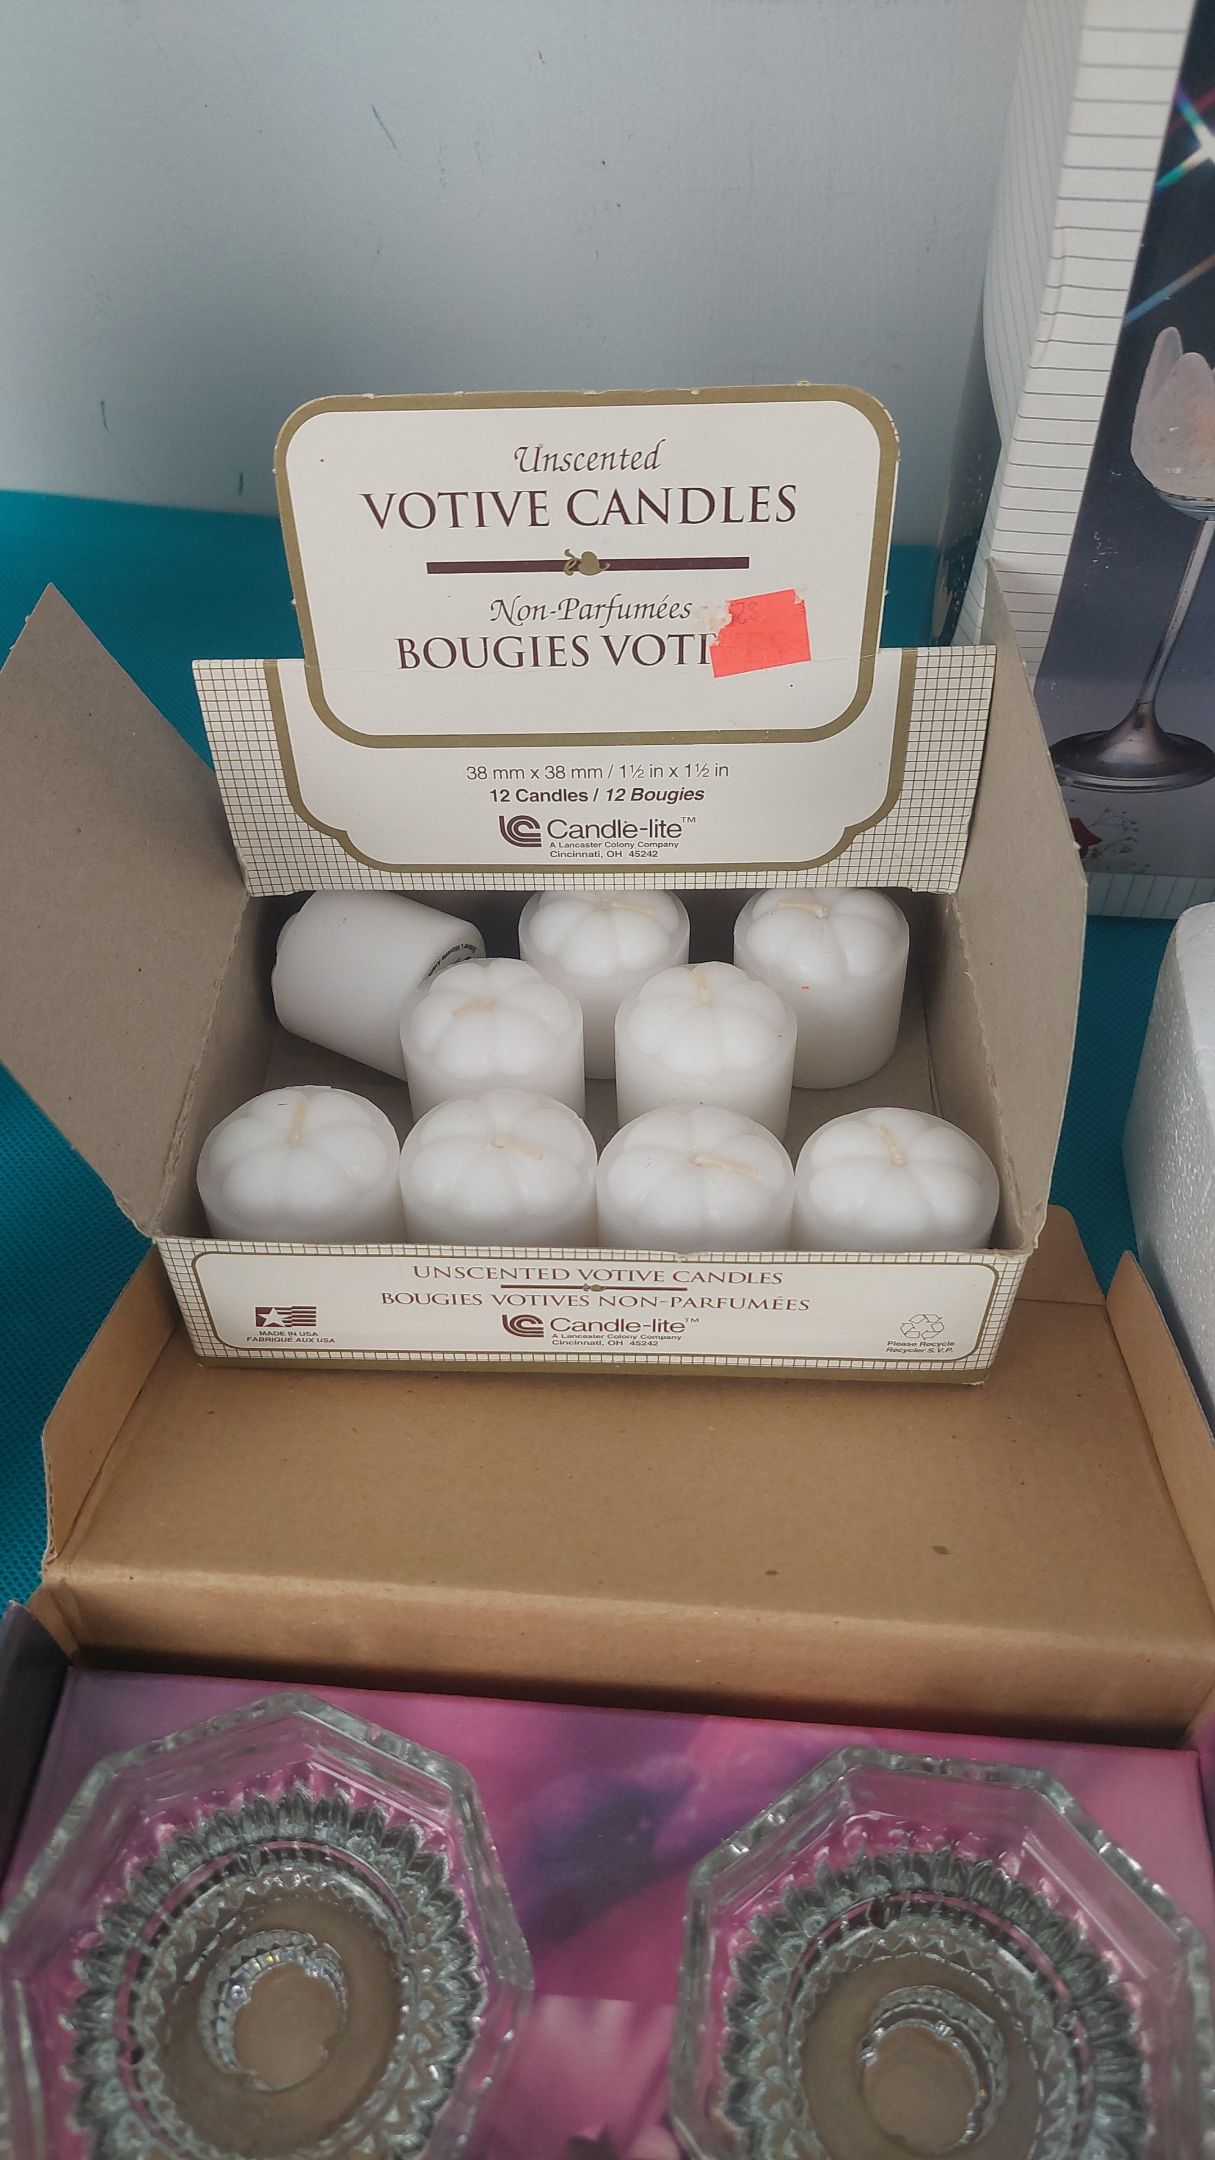 Unscented
VOTIVE CANDLES
Non-Parfumées
BOUGIES VOTI
38 mm x 38 mm / 1½ in x 1½ in
12 Candles / 12 Bougies
Candle-lite™
A Lancaster Colony Company
Cincinnati, OH 45242
UNSCENTED VOTIVE CANDLES
BOUGIES VOTIVES NON-PARFUMÉES
Candle-lite™
A Lancaster Colony Company
Cincinnati, OH 45242
MADE IN USA
FABRIQUÉ AUX USA
Please Recycle
Recycler S.V.P.